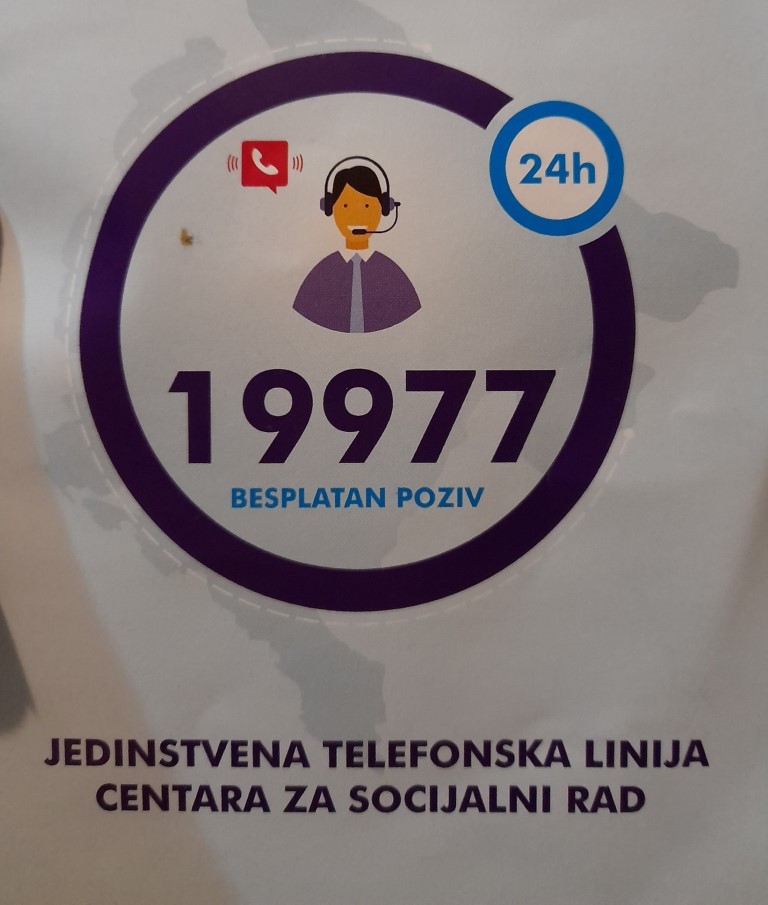 24h
19977
BESPLATAN POZIV
JEDINSTVENA TELEFONSKA LINIJA
CENTARA ZA SOCIJALNI RAD